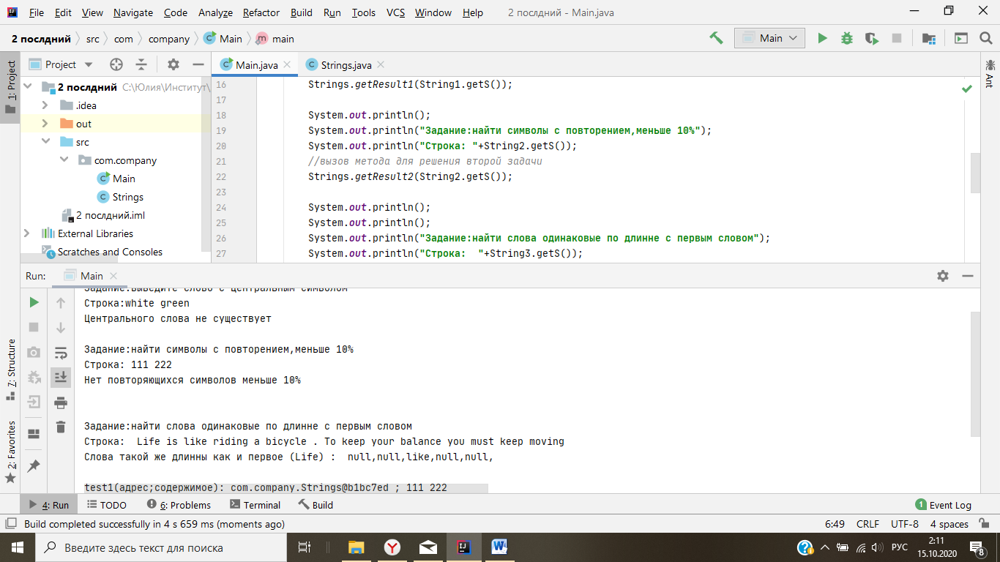 File Edit View Navigate Code Analyze Refactor Build Run Tools VCS Window Help 2 послдний - Main.java
2 послдний src com company Main main
Main
1: Project
Project
Main.java
Strings.java
Ant
2 послдний C:\Юлия\Институт\
.idea
out
src
com.company
Main
Strings
2 послдний.iml
External Libraries
Scratches and Consoles
16 Strings.getResult1(String1.getS());
17
18 System.out.println();
19 System.out.println("Задание:найти символы с повторением,меньше 10%");
20 System.out.println("Строка: "+String2.getS());
21 //вызов метода для решения второй задачи
22 Strings.getResult2(String2.getS());
23
24 System.out.println();
25 System.out.println();
26 System.out.println("Задание:найти слова одинаковые по длинне с первым словом");
27 System.out.println("Строка:  "+String3.getS());
Run: Main
Задание:выведите слово с центральным символом
Строка:white green
Центрального слова не существует
Задание:найти символы с повторением,меньше 10%
Строка: 111 222
Нет повторяющихся символов меньше 10%
Задание:найти слова одинаковые по длинне с первым словом
Строка:  Life is like riding a bicycle . To keep your balance you must keep moving
Слова такой же длинны как и первое (Life) :  null,null,like,null,null,
test1(адрес;содержимое): com.company.Strings@b1bc7ed ; 111 222
7: Structure
2: Favorites
4: Run TODO 6: Problems Terminal Build 1 Event Log
Build completed successfully in 4 s 659 ms (moments ago) 6:49 CRLF UTF-8 4 spaces
Введите здесь текст для поиска
РУС
2:11
15.10.2020
8